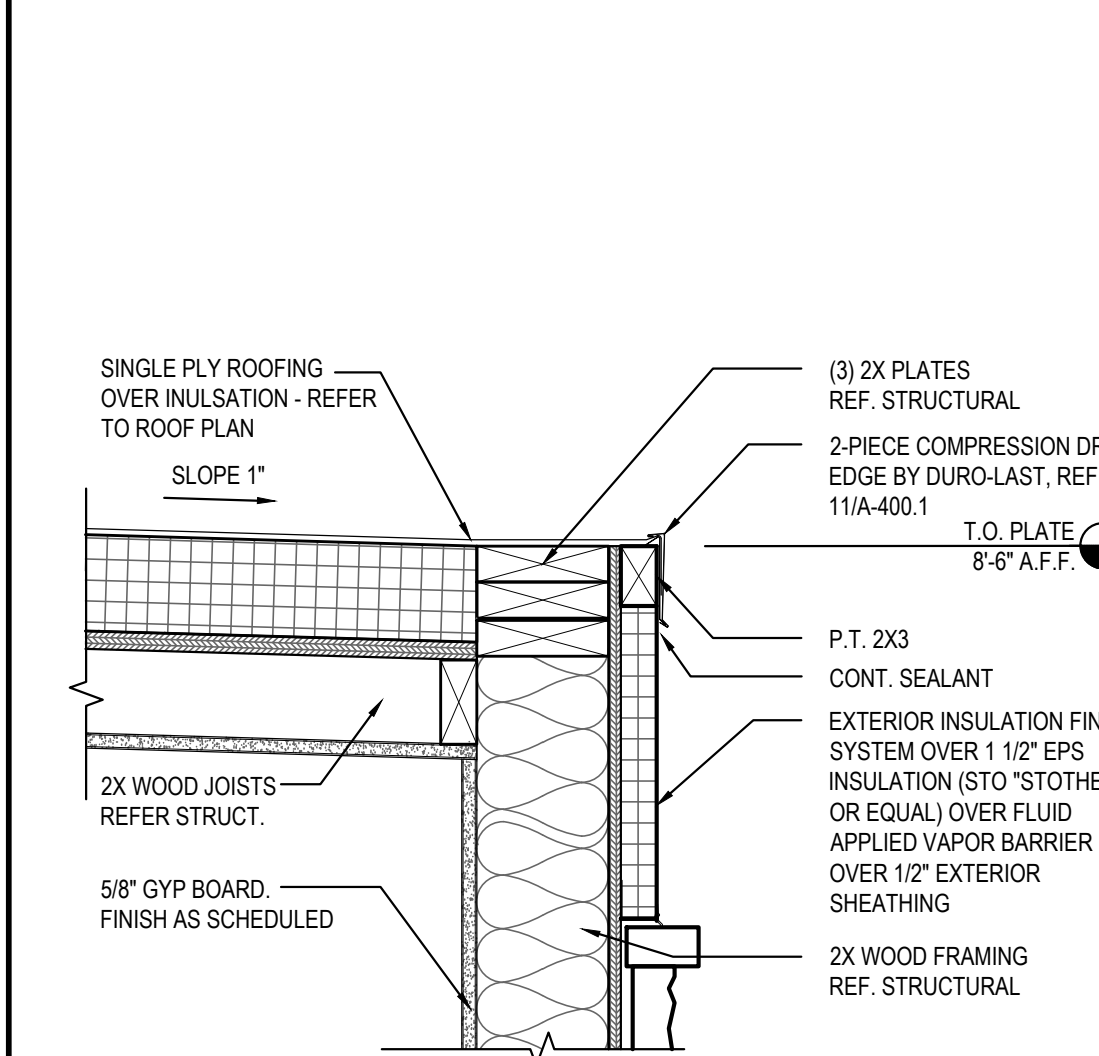 SINGLE PLY ROOFING
OVER INULSATION - REFER
TO ROOF PLAN
SLOPE 1"
2X WOOD JOISTS
REFER STRUCT.
5/8" GYP BOARD.
FINISH AS SCHEDULED
(3) 2X PLATES
REF. STRUCTURAL
2-PIECE COMPRESSION
EDGE BY DURO-LAST, REF
11/A-400.1
T.O. PLATE
8'-6" A.F.F.
P.T. 2X3
CONT. SEALANT
EXTERIOR INSULATION
SYSTEM OVER 1 1/2" EPS
INSULATION (STO
OR EQUAL) OVER FLUID
APPLIED VAPOR BARRIER
OVER 1/2" EXTERIOR
SHEATHING
2X WOOD FRAMING
REF. STRUCTURAL